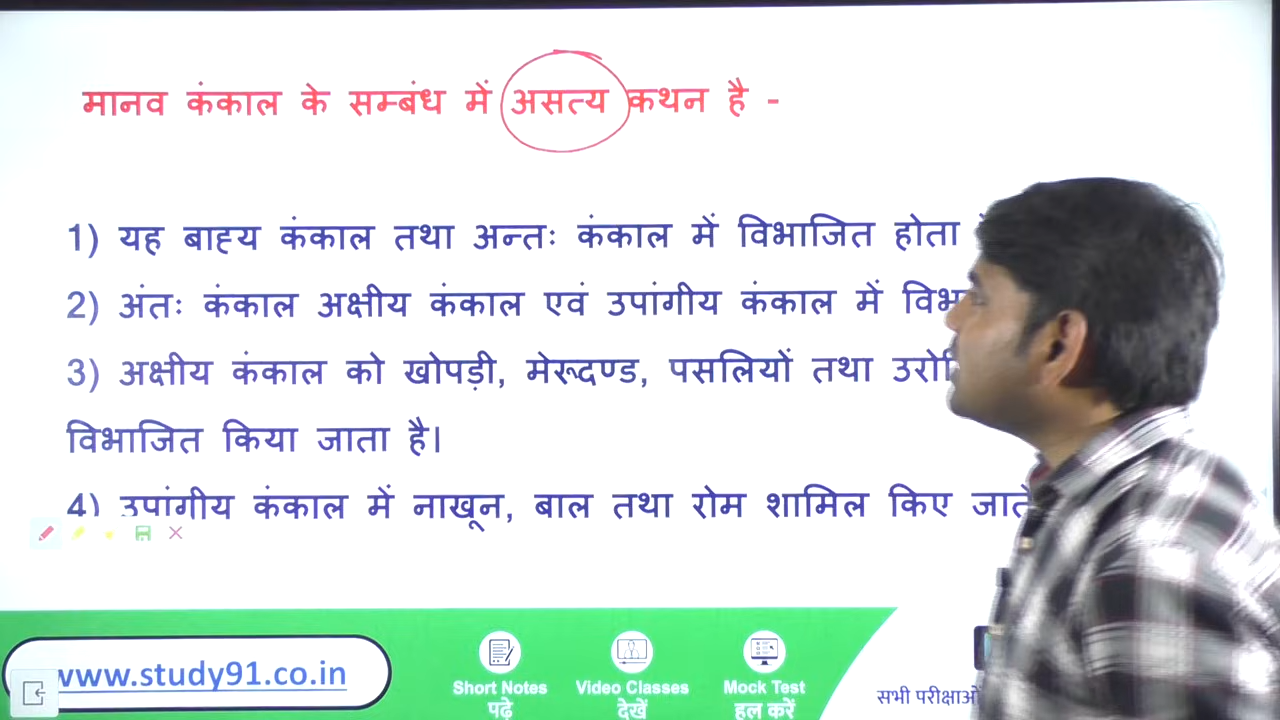 मानव कंकाल के सम्बंध में असत्य कथन है -
1) यह बाह्य कंकाल तथा अन्तः कंकाल में विभाजित होता
2) अंतः कंकाल अक्षीय कंकाल एवं उपांगीय कंकाल में
3) अक्षीय कंकाल को खोपड़ी, मेरूदण्ड, पसलियों तथा
विभाजित किया जाता है।
4) उपांगीय कंकाल में नाखून, बाल तथा रोम शामिल किए जाते
www.study91.co.in
Short Notes
पढ़े
Video Classes
देखें
Mock Test
हल करें
सभी परीक्षाओं